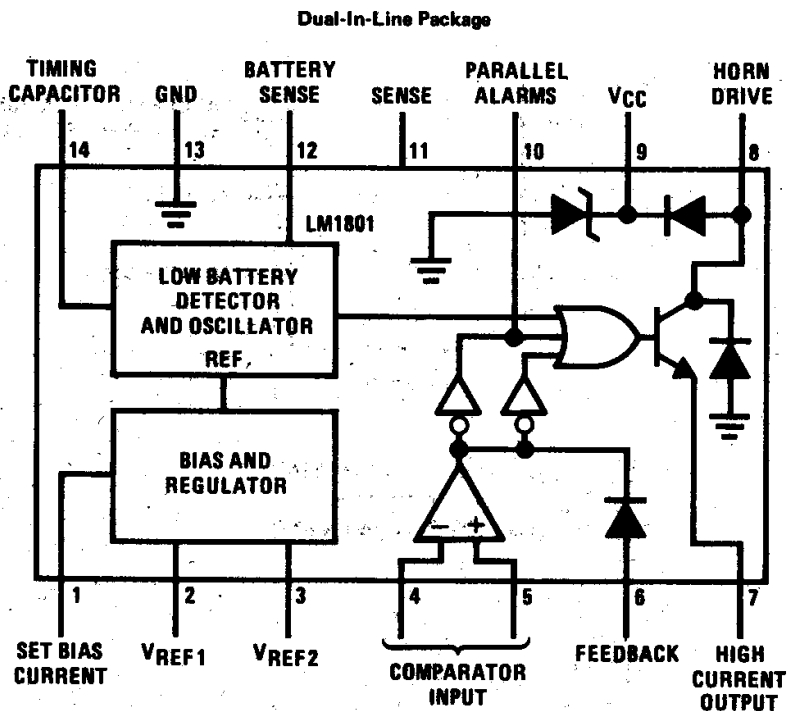 Dual-In-Line Package
TIMING
CAPACITOR
GND
BATTERY
SENSE
SENSE
PARALLEL
ALARMS
VCC
HORN
DRIVE
14
13
12
11
10
9
8
LM1801
LOW BATTERY
DETECTOR
AND OSCILLATOR
REF
BIAS AND
REGULATOR
− +
1
2
3
4
5
6
7
SET BIAS
CURRENT
VREF1
VREF2
COMPARATOR
INPUT
FEEDBACK
HIGH
CURRENT
OUTPUT